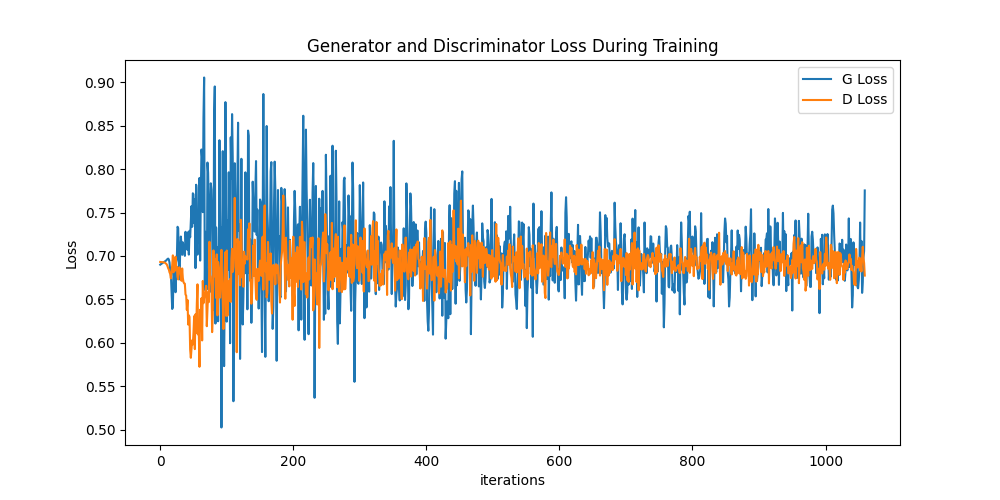 Generator and Discriminator Loss During Training
G Loss
D Loss
Loss
0.90
0.85
0.80
0.75
0.70
0.65
0.60
0.55
0.50
0 200 400 600 800 1000
iterations